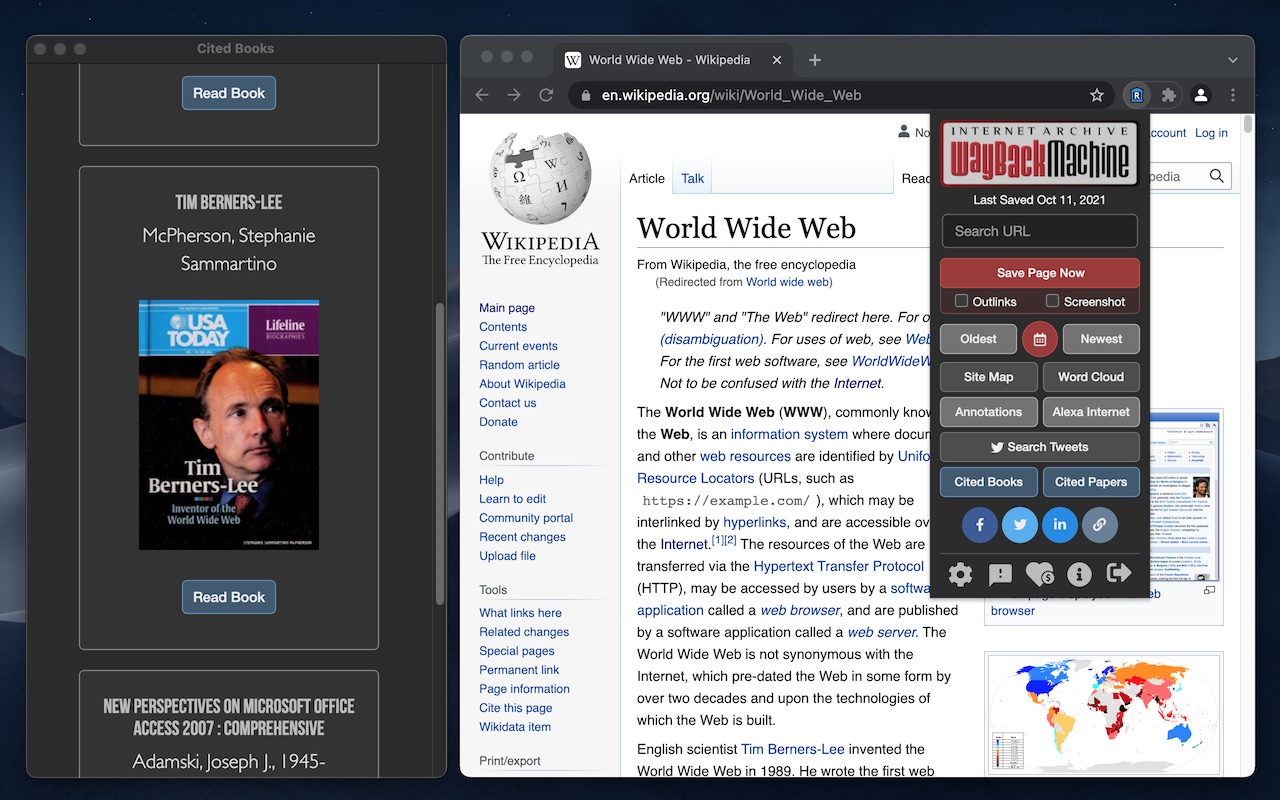 Cited Books
Read Book
TIM BERNERS-LEE
McPherson, Stephanie
Sammartino
USA
TODAY
Lifeline
BIOGRAPHIES
Tim
Berners-Lee
Inventor of the
World Wide Web
STEPHANIE SAMMARTINO MCPHERSON
Read Book
NEW PERSPECTIVES ON MICROSOFT OFFICE
ACCESS 2007 : COMPREHENSIVE
Adamski, Joseph J., 1945-
W World Wide Web - Wikipedia
en.wikipedia.org/wiki/World_Wide_Web
R
WIKIPEDIA
The Free Encyclopedia
Main page
Contents
Current events
Random article
About Wikipedia
Contact us
Donate
Contribute
Help
Learn to edit
Community portal
Recent changes
Upload file
Tools
What links here
Related changes
Special pages
Permanent link
Page information
Cite this page
Wikidata item
Print/export
No
ccount Log in
Article Talk
Read
pedia
World Wide Web
From Wikipedia, the free encyclopedia
(Redirected from World wide web)
"WWW" and "The Web" redirect here. For o
(disambiguation). For uses of web, see Web
For the first web software, see WorldWideW
Not to be confused with the Internet.
The World Wide Web (WWW), commonly know
the Web, is an information system where docum
and other web resources are identified by Unifo
Resource Locators (URLs, such as
https://example.com/ ), which may be
interlinked by hyperlinks, and are accessible ov
the Internet.[1][2] The resources of the Web are
transferred via the Hypertext Transfer Protocol
(HTTP), may be accessed by users by a softwa
application called a web browser, and are published
by a software application called a web server. The
World Wide Web is not synonymous with the
Internet, which pre-dated the Web in some form by
over two decades and upon the technologies of
which the Web is built.
English scientist Tim Berners-Lee invented the
World Wide Web in 1989. He wrote the first web
INTERNET ARCHIVE
WayBackMachine
Last Saved Oct 11, 2021
Search URL
Save Page Now
Outlinks Screenshot
Oldest Newest
Site Map Word Cloud
Annotations Alexa Internet
Search Tweets
Cited Books Cited Papers
browser